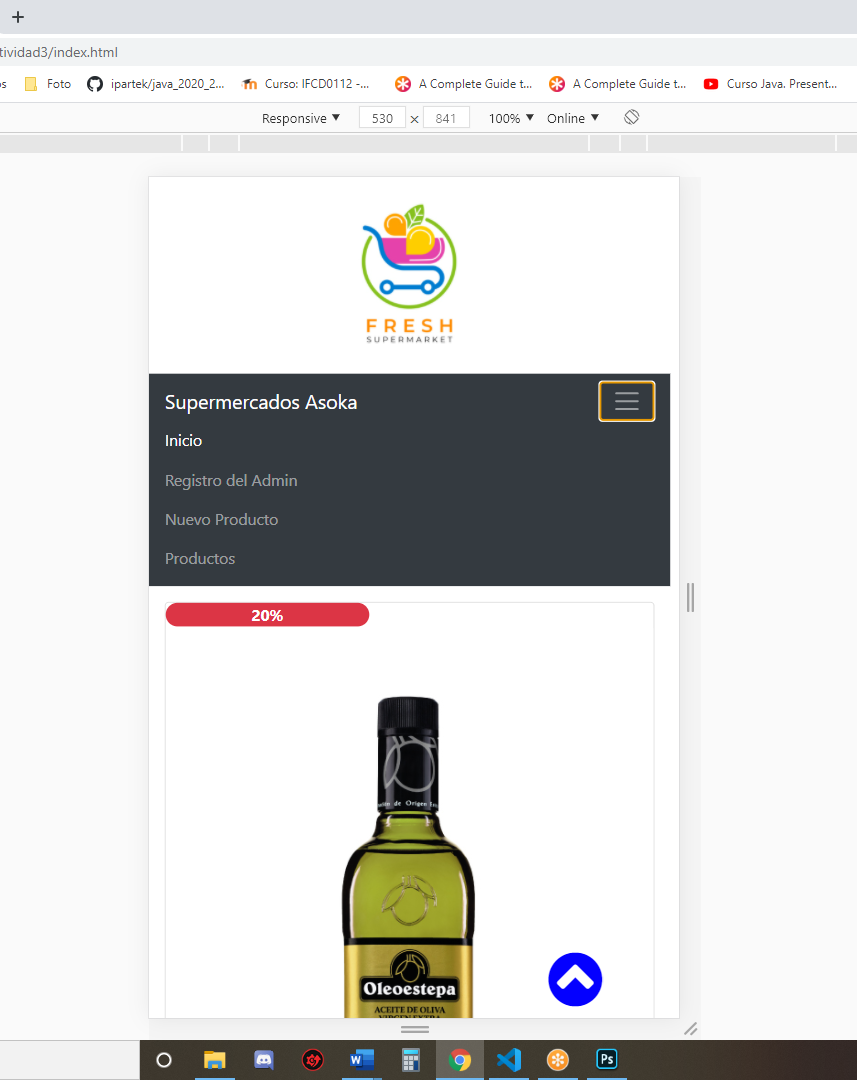 +
tividad3/index.html
os
Foto
ipartek/java_2020_2...
Curso: IFCD0112 -...
A Complete Guide t...
A Complete Guide t...
Curso Java. Present...
Responsive ▼ 530 × 841 100% ▼ Online ▼
FRESH
SUPERMARKET
Supermercados Asoka
Inicio
Registro del Admin
Nuevo Producto
Productos
20%
de Origen
Oleoestepa
ACEITE DE OLIVA
VIRGEN EXTRA
W
Ps